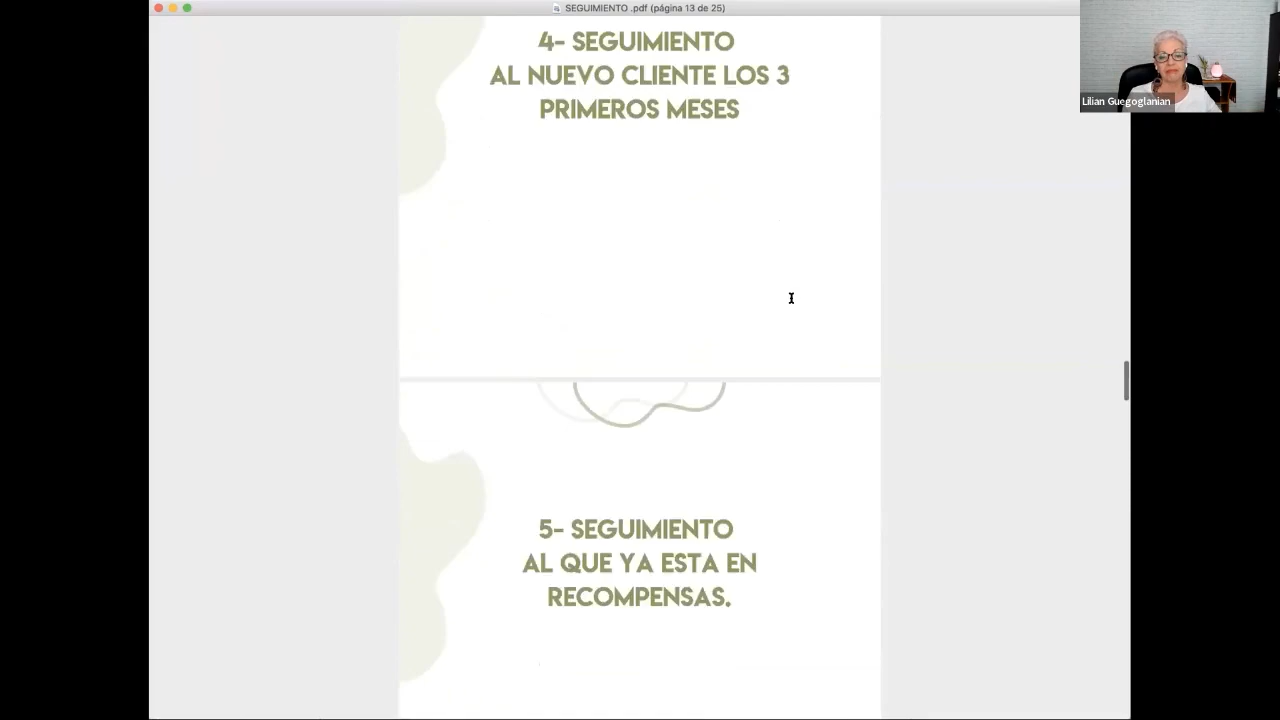 SEGUIMIENTO .pdf (página 13 de 25)
Lilian Guegoglanian
4- SEGUIMIENTO
AL NUEVO CLIENTE LOS 3
PRIMEROS MESES
5- SEGUIMIENTO
AL QUE YA ESTA EN
RECOMPENSAS.